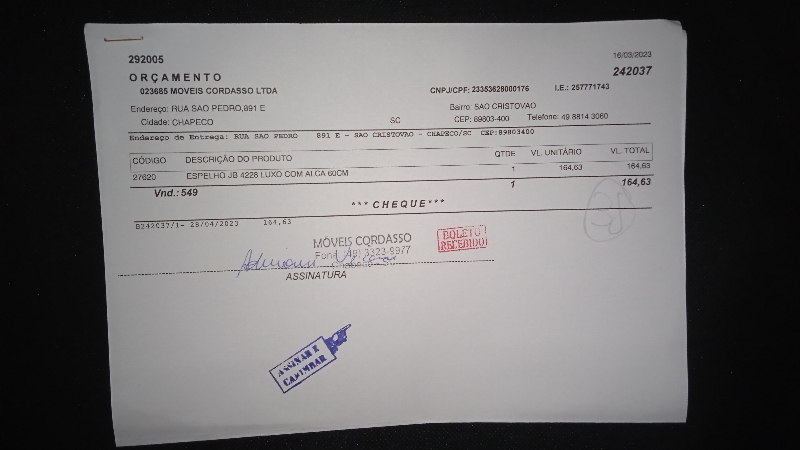 292005
16/03/2023
ORÇAMENTO
242037
023685 MOVEIS CORDASSO LTDA
CNPJ/CPF: 23353626000176
I.E.: 257771743
Endereço: RUA SAO PEDRO,891 E
Bairro: SAO CRISTOVAO
Cidade: CHAPECO
SC
CEP: 89803-400
Telefone: 49 8814 3060
Endereço de Entrega: RUA SAO PEDRO 891 E - SAO CRISTOVAO - CHAPECO/SC CEP:89803400
CÓDIGO DESCRIÇÃO DO PRODUTO QTDE VL. UNITÁRIO VL. TOTAL
27620 ESPELHO JB 4228 LUXO COM ALCA 60CM 1 164,63 164,63
Vnd.: 549 1 164,63
*** CHEQUE***
B242037/1- 28/04/2023 164,63
MÓVEIS CORDASSO
BOLETO
RECEBIDO
3323-9977
ASSINATURA
ASSINAR E
CARIMBAR